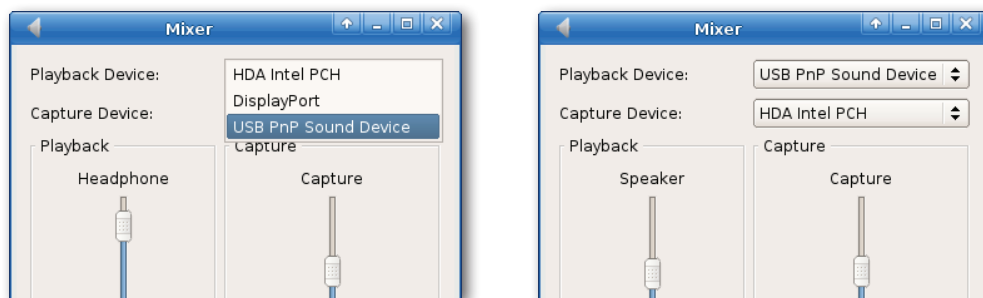 Mixer
Playback Device:
HDA Intel PCH
DisplayPort
Capture Device:
USB PnP Sound Device
Playback
Capture
Headphone
Capture
Mixer
Playback Device:
USB PnP Sound Device
Capture Device:
HDA Intel PCH
Playback
Capture
Speaker
Capture